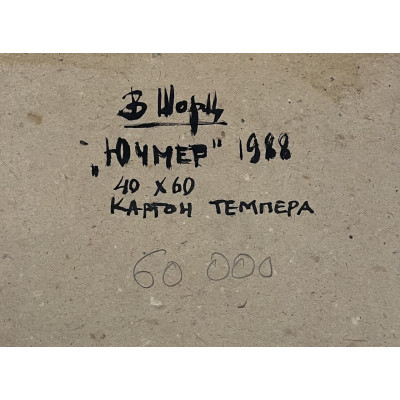 В Шорц
"Ючмер" 1988
40 x 60
Картон темпера
60 000